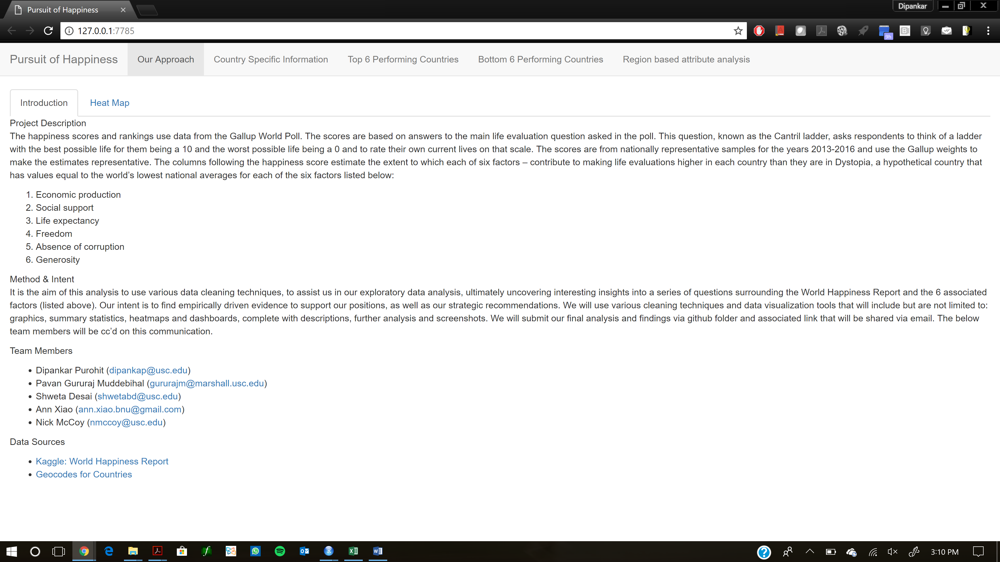 Pursuit of Happiness
Dipankar
127.0.0.1:7785
9h
Pursuit of Happiness Our Approach Country Specific Information Top 6 Performing Countries Bottom 6 Performing Countries Region based attribute analysis
Introduction Heat Map
Project Description
The happiness scores and rankings use data from the Gallup World Poll. The scores are based on answers to the main life evaluation question asked in the poll. This question, known as the Cantril ladder, asks respondents to think of a ladder
with the best possible life for them being a 10 and the worst possible life being a 0 and to rate their own current lives on that scale. The scores are from nationally representative samples for the years 2013-2016 and use the Gallup weights to
make the estimates representative. The columns following the happiness score estimate the extent to which each of six factors – contribute to making life evaluations higher in each country than they are in Dystopia, a hypothetical country that
has values equal to the world’s lowest national averages for each of the six factors listed below:
1. Economic production
2. Social support
3. Life expectancy
4. Freedom
5. Absence of corruption
6. Generosity
Method & Intent
It is the aim of this analysis to use various data cleaning techniques, to assist us in our exploratory data analysis, ultimately uncovering interesting insights into a series of questions surrounding the World Happiness Report and the 6 associated
factors (listed above). Our intent is to find empirically driven evidence to support our positions, as well as our strategic recommendations. We will use various cleaning techniques and data visualization tools that will include but are not limited to:
graphics, summary statistics, heatmaps and dashboards, complete with descriptions, further analysis and screenshots. We will submit our final analysis and findings via github folder and associated link that will be shared via email. The below
team members will be cc’d on this communication.
Team Members
• Dipankar Purohit (dipankap@usc.edu)
• Pavan Gururaj Muddebihal (gururajm@marshall.usc.edu)
• Shweta Desai (shwetabd@usc.edu)
• Ann Xiao (ann.xiao.bnu@gmail.com)
• Nick McCoy (nmccoy@usc.edu)
Data Sources
• Kaggle: World Happiness Report
• Geocodes for Countries
3:10 PM